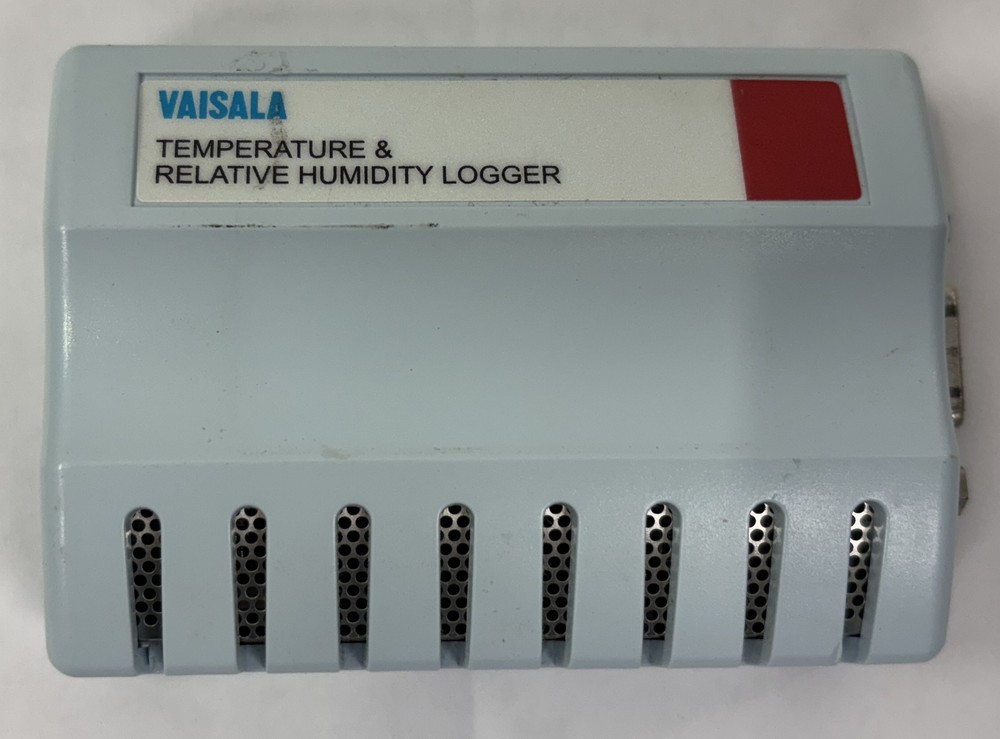 VAISALA
TEMPERATURE &
RELATIVE HUMIDITY LOGGER